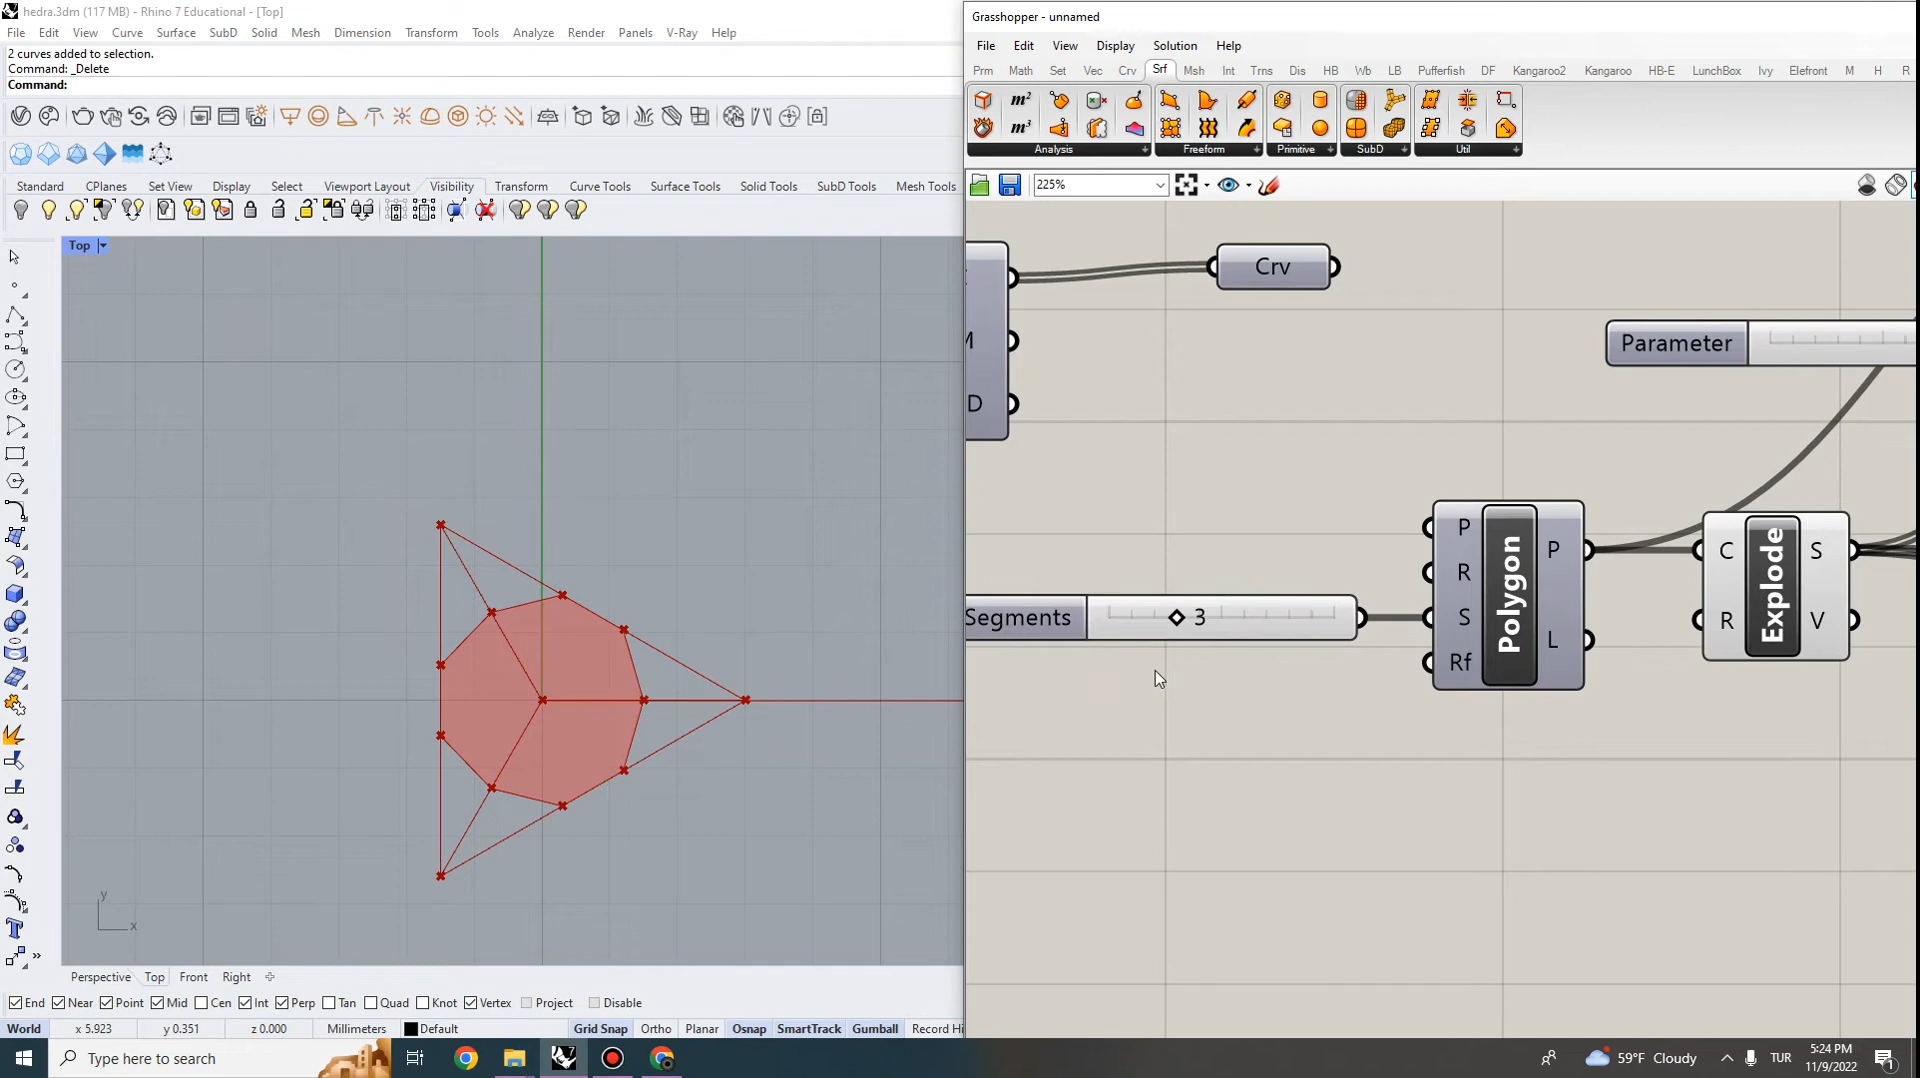 hedra.3dm (117 MB) - Rhino 7 Educational - [Top]
File Edit View Curve Surface SubD Solid Mesh Dimension Transform Tools Analyze Render Panels V-Ray Help
2 curves added to selection.
Command: _Delete
Command:
Standard CPlanes Set View Display Select Viewport Layout Visibility Transform Curve Tools Surface Tools Solid Tools SubD Tools Mesh Tools
Top
y
x
Perspective Top Front Right
End Near Point Mid Cen Int Perp Tan Quad Knot Vertex Project Disable
World x 5.923 y 0.351 z 0.000 Millimeters Default Grid Snap Ortho Planar Osnap SmartTrack Gumball Record Hi
Grasshopper - unnamed
File Edit View Display Solution Help
Prm Math Set Vec Crv Srf Msh Int Trns Dis HB Wb LB Pufferfish DF Kangaroo2 Kangaroo HB-E LunchBox Ivy Elefront M H R
m²
m³
Analysis Freeform Primitive SubD Util
225%
Crv
M
D
Parameter
Segments 3
P
R
S
Rf
Polygon
P
L
C
R
Explode
S
V
Type here to search
59°F Cloudy
TUR
5:24 PM
11/9/2022
1